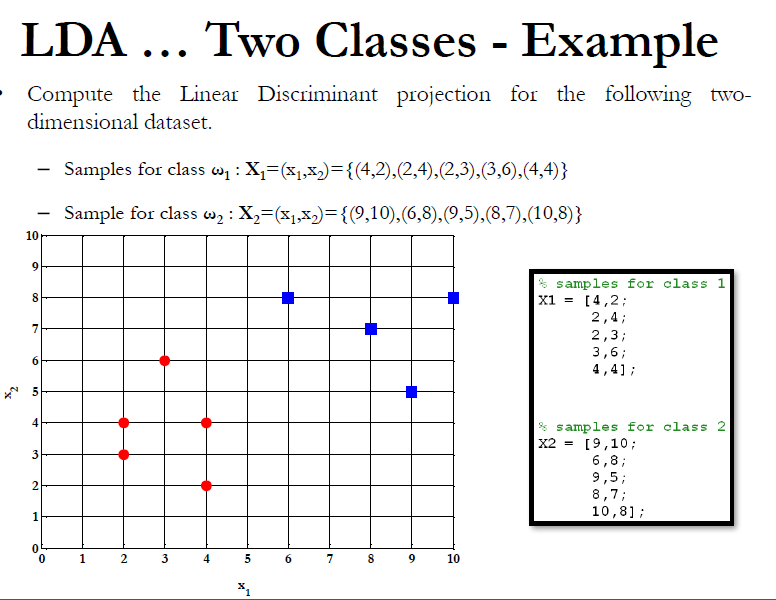 LDA … Two Classes - Example
• Compute the Linear Discriminant projection for the following two-
dimensional dataset.
– Samples for class ω₁ : X₁=(x₁,x₂)={(4,2),(2,4),(2,3),(3,6),(4,4)}
– Sample for class ω₂ : X₂=(x₁,x₂)={(9,10),(6,8),(9,5),(8,7),(10,8)}
10
9
8
7
6
5
4
3
2
1
0
x₂
0 1 2 3 4 5 6 7 8 9 10
x₁
% samples for class 1
X1 = [4,2;
2,4;
2,3;
3,6;
4,4];
% samples for class 2
X2 = [9,10;
6,8;
9,5;
8,7;
10,8];